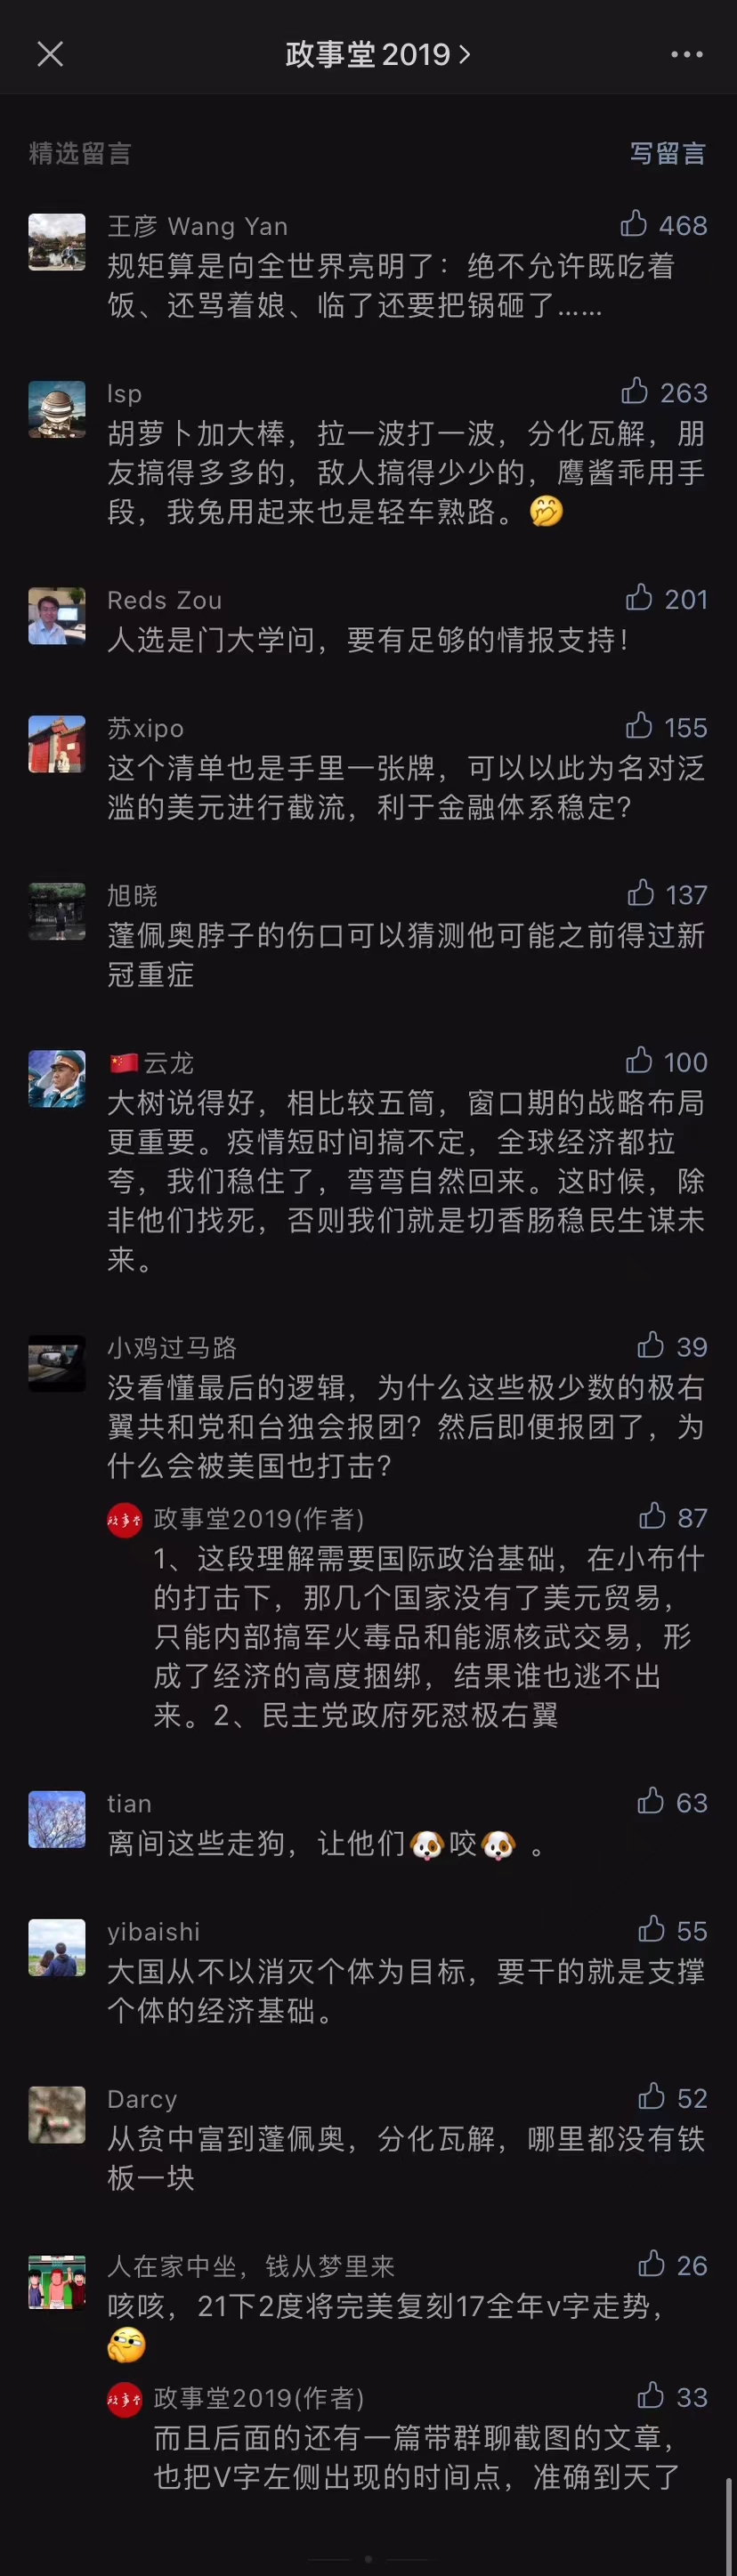 政事堂2019
精选留言
写留言
王彦 Wang Yan
468
规矩算是向全世界亮明了：绝不允许既吃着
饭、还骂着娘、临了还要把锅砸了……
lsp
263
胡萝卜加大棒，拉一波打一波，分化瓦解，朋
友搞得多多的，敌人搞得少少的，鹰酱乖用手
段，我兔用起来也是轻车熟路。🤭
Reds Zou
201
人选是门大学问，要有足够的情报支持！
苏xipo
155
这个清单也是手里一张牌，可以以此为名对泛
滥的美元进行截流，利于金融体系稳定？
旭晓
137
蓬佩奥脖子的伤口可以猜测他可能之前得过新
冠重症
🇨🇳云龙
100
大树说得好，相比较五筒，窗口期的战略布局
更重要。疫情短时间搞不定，全球经济都拉
夸，我们稳住了，弯弯自然回来。这时候，除
非他们找死，否则我们就是切香肠稳民生谋未
来。
小鸡过马路
39
没看懂最后的逻辑，为什么这些极少数的极右
翼共和党和台独会报团？然后即便报团了，为
什么会被美国也打击？
政事堂2019(作者)
87
1、这段理解需要国际政治基础，在小布什
的打击下，那几个国家没有了美元贸易，
只能内部搞军火毒品和能源核武交易，形
成了经济的高度捆绑，结果谁也逃不出
来。2、民主党政府死怼极右翼
tian
63
离间这些走狗，让他们🐶咬🐶 。
yibaishi
55
大国从不以消灭个体为目标，要干的就是支撑
个体的经济基础。
Darcy
52
从贫中富到蓬佩奥，分化瓦解，哪里都没有铁
板一块
人在家中坐，钱从梦里来
26
咳咳，21下2度将完美复刻17全年v字走势，
🤔
政事堂2019(作者)
33
而且后面的还有一篇带群聊截图的文章，
也把V字左侧出现的时间点，准确到天了